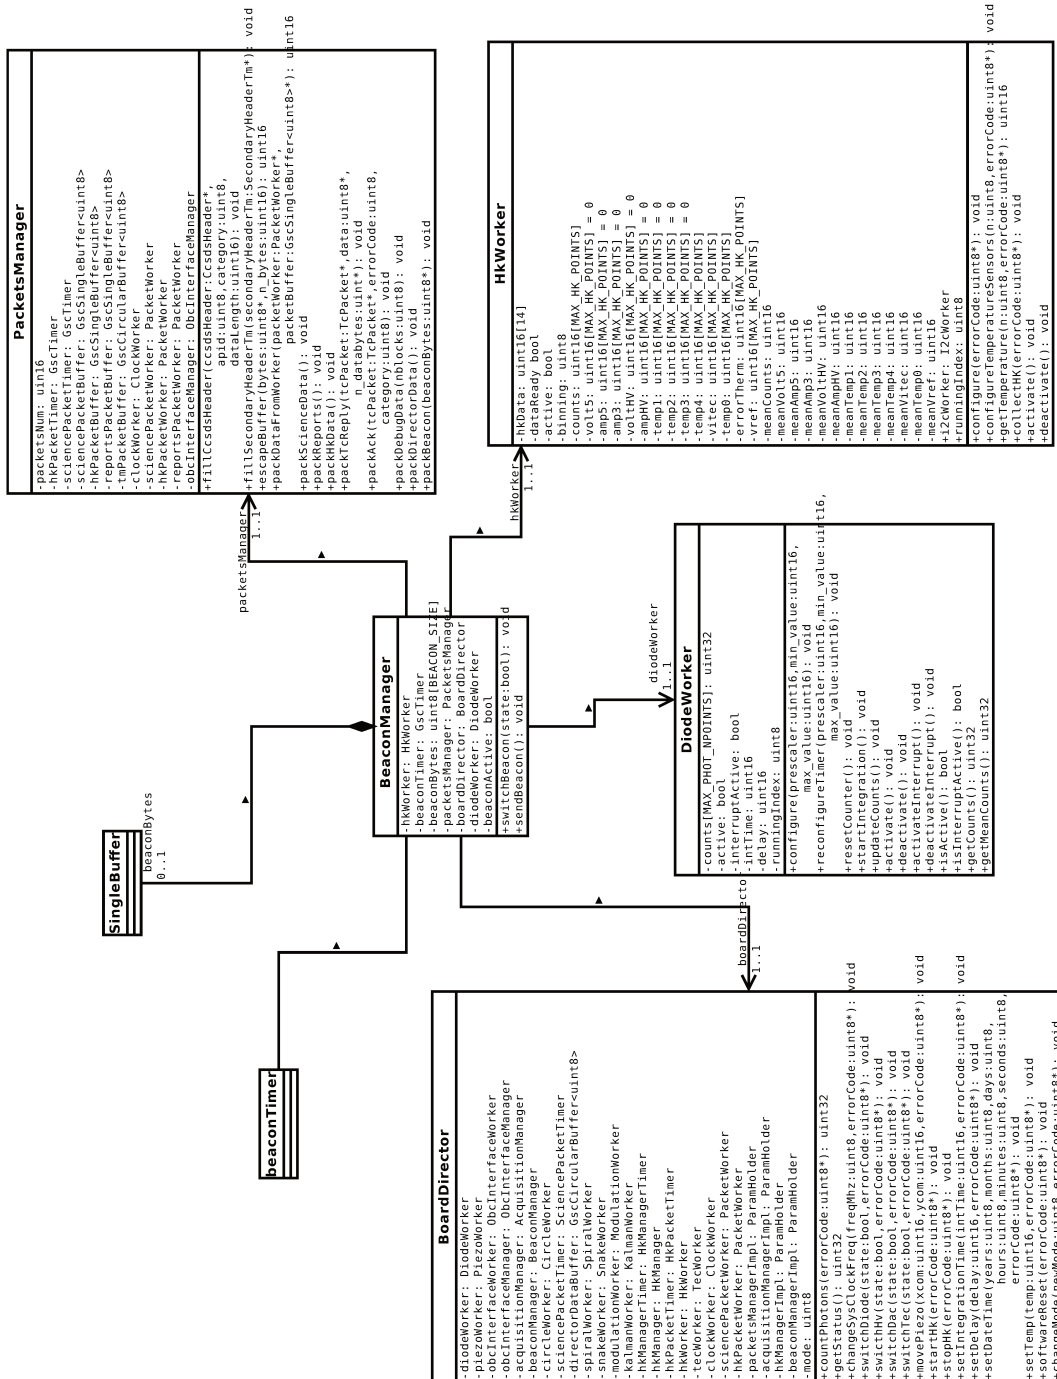 PacketsManager
-packetsNum: uin16
-hkPacketTimer: GscTimer
-sciencePacketTimer: GscTimer
-sciencePacketBuffer: GscSingleBuffer<uint8>
-hkPacketBuffer: GscSingleBuffer<uint8>
-reportsPacketBuffer: GscSingleBuffer<uint8>
-tmPacketBuffer: GscCircularBuffer<uint8>
-clockWorker: ClockWorker
-sciencePacketWorker: PacketWorker
-hkPacketWorker: PacketWorker
-reportsPacketWorker: PacketWorker
-obcInterfaceManager: ObcInterfaceManager
+fillCcsdsHeader(ccsdsHeader:CcsdsHeader*,
apid:uint8,category:uint8,
dataLength:uint16): void
+fillSecondaryHeaderTm(secondaryHeaderTm:SecondaryHeaderTm*): void
+escapeBuffer(bytes:uint8*,n_bytes:uint16): uint16
+packDataFromWorker(packetWorker:PacketWorker*,
packetBuffer:GscSingleBuffer<uint8>*): uint16
+packScienceData(): void
+packReports(): void
+packHkData(): void
+packTcReply(tcPacket:TcPacket*,data:uint8*,
n_databytes:uint*): void
+packAck(tcPacket:TcPacket*,errorCode:uint8,
category:uint8): void
+packDebugData(nblocks:uint8): void
+packDirectorData(): void
+packBeacon(beaconBytes:uint8*): void
packetsManager
1..1
SingleBuffer
beaconBytes
0..1
beaconTimer
BeaconManager
-hkWorker: HkWorker
-beaconTimer: GscTimer
-beaconBytes: uint8[BEACON_SIZE]
-packetsManager: PacketsManager
-boardDirector: BoardDirector
-diodeWorker: DiodeWorker
-beaconActive: bool
+switchBeacon(state:bool): void
+sendBeacon(): void
HkWorker
-hkData: uint16[14]
-dataReady bool
-active: bool
-binning: uint8
-counts: uint16[MAX_HK_POINTS]
-volt5: uint16[MAX_HK_POINTS] = 0
-amp5: uint16[MAX_HK_POINTS] = 0
-amp3: uint16[MAX_HK_POINTS] = 0
-voltHV: uint16[MAX_HK_POINTS] = 0
-ampHV: uint16[MAX_HK_POINTS] = 0
-temp1: uint16[MAX_HK_POINTS] = 0
-temp2: uint16[MAX_HK_POINTS] = 0
-temp3: uint16[MAX_HK_POINTS] = 0
-temp4: uint16[MAX_HK_POINTS]
-vitec: uint16[MAX_HK_POINTS]
-temp0: uint16[MAX_HK_POINTS]
-errorTherm: uint16[MAX_HK_POINTS]
-vref: uint16[MAX_HK_POINTS]
-meanCounts: uint16
-meanVolt5: uint16
-meanAmp5: uint16
-meanAmp3: uint16
-meanVoltHV: uint16
-meanAmpHV: uint16
-meanTemp1: uint16
-meanTemp2: uint16
-meanTemp3: uint16
-meanTemp4: uint16
-meanVitec: uint16
-meanTemp0: uint16
-meanVref: uint16
+i2cWorker: I2cWorker
+runningIndex: uint8
+configure(errorCode:uint8*): void
+configureTemperatureSensors(n:uint8,errorCode:uint8*): void
+getTemperature(n:uint8,errorCode:uint8*): uint16
+collectHK(errorCode:uint8*): void
+activate(): void
+deactivate(): void
hkWorker
1..1
diodeWorker
1..1
DiodeWorker
-counts[MAX_PHOT_NPOINTS]: uint32
-active: bool
-interruptActive: bool
-intTime: uint16
-delay: uint16
-runningIndex: uint8
+configure(prescaler:uint16,min_value:uint16,
max_value:uint16): void
+reconfigureTimer(prescaler:uint16,min_value:uint16,
max_value:uint16): void
+resetCounter(): void
+startIntegration(): void
+updateCounts(): void
+activate(): void
+deactivate(): void
+activateInterrupt(): void
+deactivateInterrupt(): void
+isActive(): bool
+isInterruptActive(): bool
+getCounts(): uint32
+getMeanCounts(): uint32
boardDirecto
1..1
BoardDirector
-diodeWorker: DiodeWorker
-piezoWorker: PiezoWorker
-obcInterfaceWorker: ObcInterfaceWorker
-obcInterfaceManager: ObcInterfaceManager
-acquisitionManager: AcquisitionManager
-beaconManager: BeaconManager
-circleWorker: CircleWorker
-sciencePacketTimer: SciencePacketTimer
-directorDataBuffer: GscCircularBuffer<uint8>
-spiralWorker: SpiralWorker
-snakeWorker: SnakeWorker
-modulationWorker: ModulationWorker
-kalmanWorker: KalmanWorker
-hkManagerTimer: HkManagerTimer
-hkManager: HkManager
-hkPacketTimer: HkPacketTimer
-hkWorker: HkWorker
-tecWorker: TecWorker
-clockWorker: ClockWorker
-sciencePacketWorker: PacketWorker
-hkPacketWorker: PacketWorker
-packetsManagerImpl: ParamHolder
-acquisitionManagerImpl: ParamHolder
-hkManagerImpl: ParamHolder
-beaconManagerImpl: ParamHolder
-mode: uint8
+countPhotons(errorCode:uint8*): uint32
+getStatus(): uint32
+changeSysClockFreq(freqMhz:uint8,errorCode:uint8*): void
+switchDiode(state:bool,errorCode:uint8*): void
+swicthHv(state:bool,errorCode:uint8*): void
+switchDac(state:bool,errorCode:uint8*): void
+switchTec(state:bool,errorCode:uint8*): void
+movePiezo(xcom:uint16,ycom:uint16,errorCode:uint8*): void
+startHk(errorCode:uint8*): void
+stopHk(errorCode:uint8*): void
+setIntegrationTime(intTime:uint16,errorCode:uint8*): void
+setDelay(delay:uint16,errorCode:uint8*): void
+setDateTime(years:uint8,months:uint8,days:uint8,
hours:uint8,minutes:uint8,seconds:uint8,
errorCode:uint8*): void
+setTemp(temp:uint16,errorCode:uint8*): void
+softwareReset(errorCode:uint8*): void
+changeMode(newMode:uint8,errorCode:uint8*): void